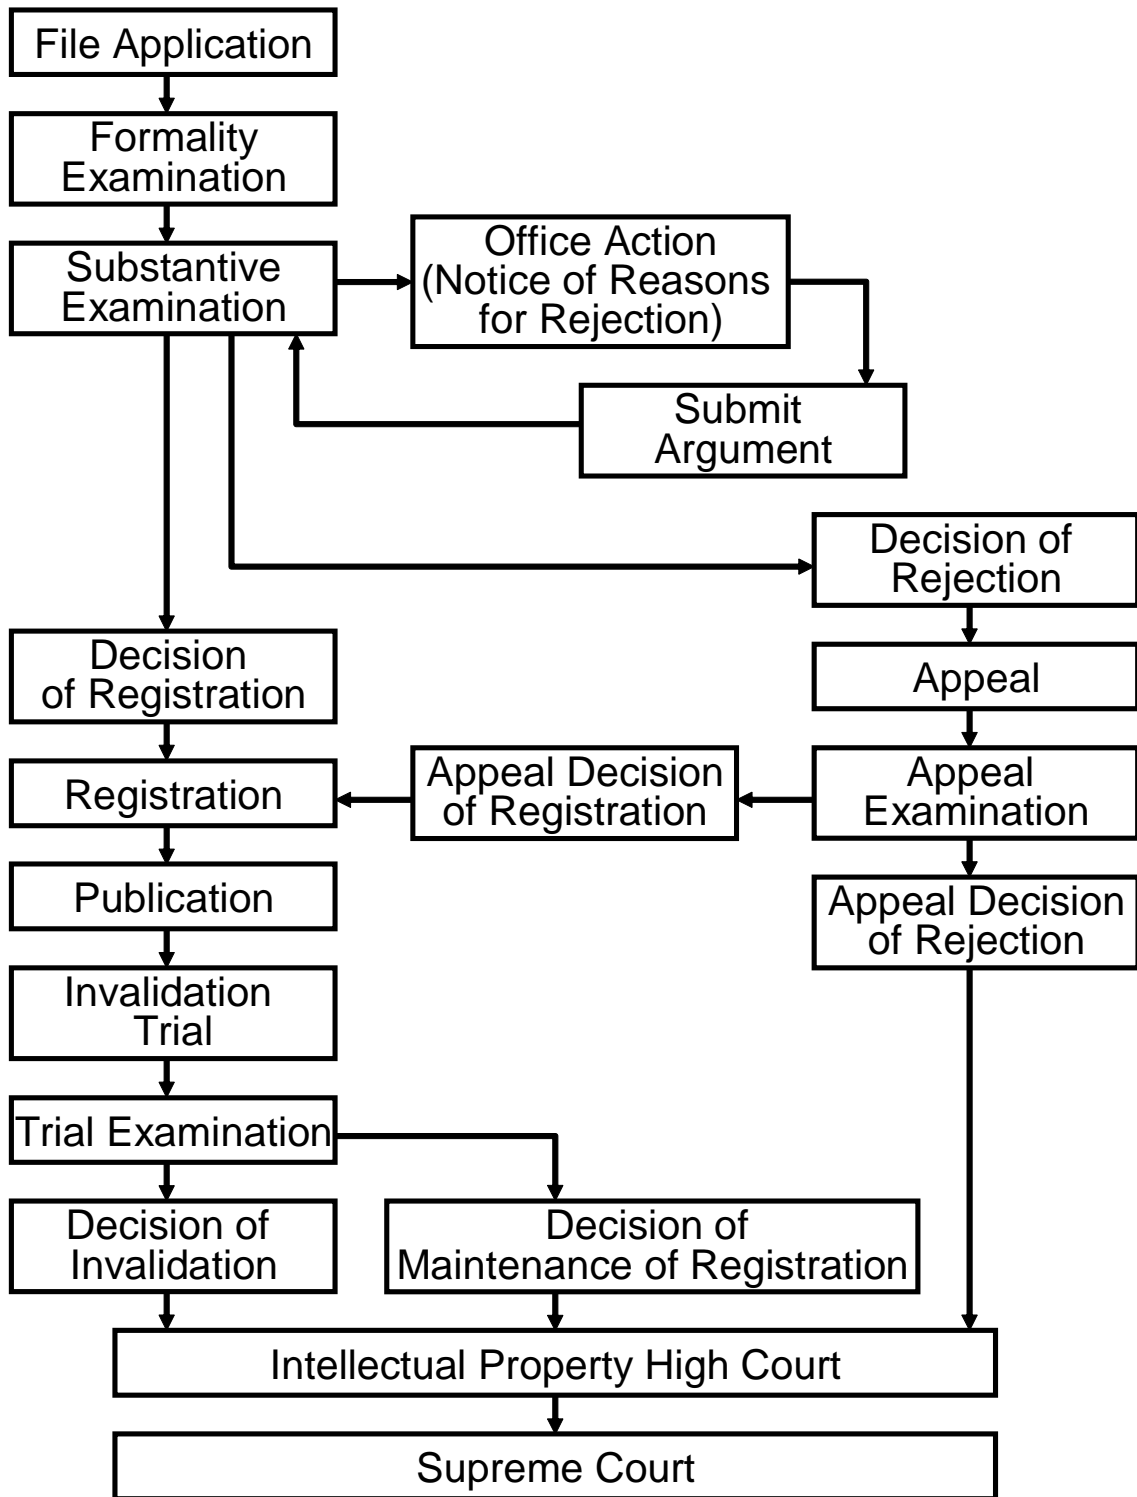 File Application
Formality
Examination
Substantive
Examination
Office Action
(Notice of Reasons
for Rejection)
Submit
Argument
Decision of
Rejection
Decision
of Registration
Appeal
Registration
Appeal Decision
of Registration
Appeal
Examination
Publication
Appeal Decision
of Rejection
Invalidation
Trial
Trial Examination
Decision of
Invalidation
Decision of
Maintenance of Registration
Intellectual Property High Court
Supreme Court